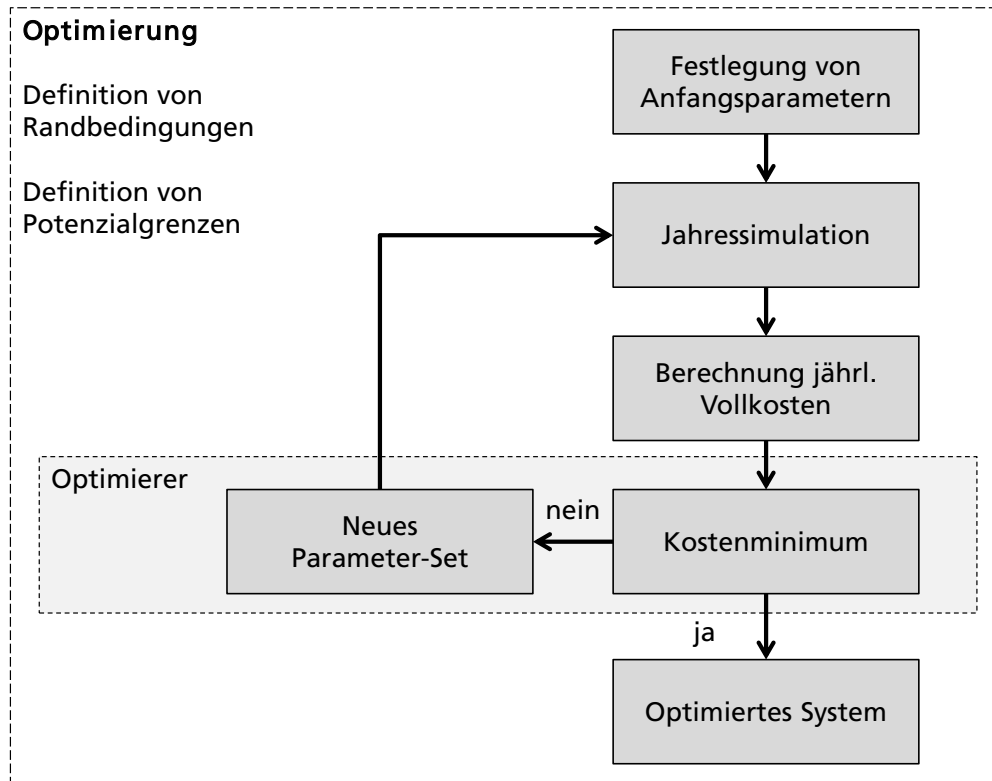 Optimierung
Definition von
Randbedingungen
Definition von
Potenzialgrenzen
Festlegung von
Anfangsparametern
Jahressimulation
Berechnung jährl.
Vollkosten
Optimierer
Neues
Parameter-Set
nein
Kostenminimum
ja
Optimiertes System